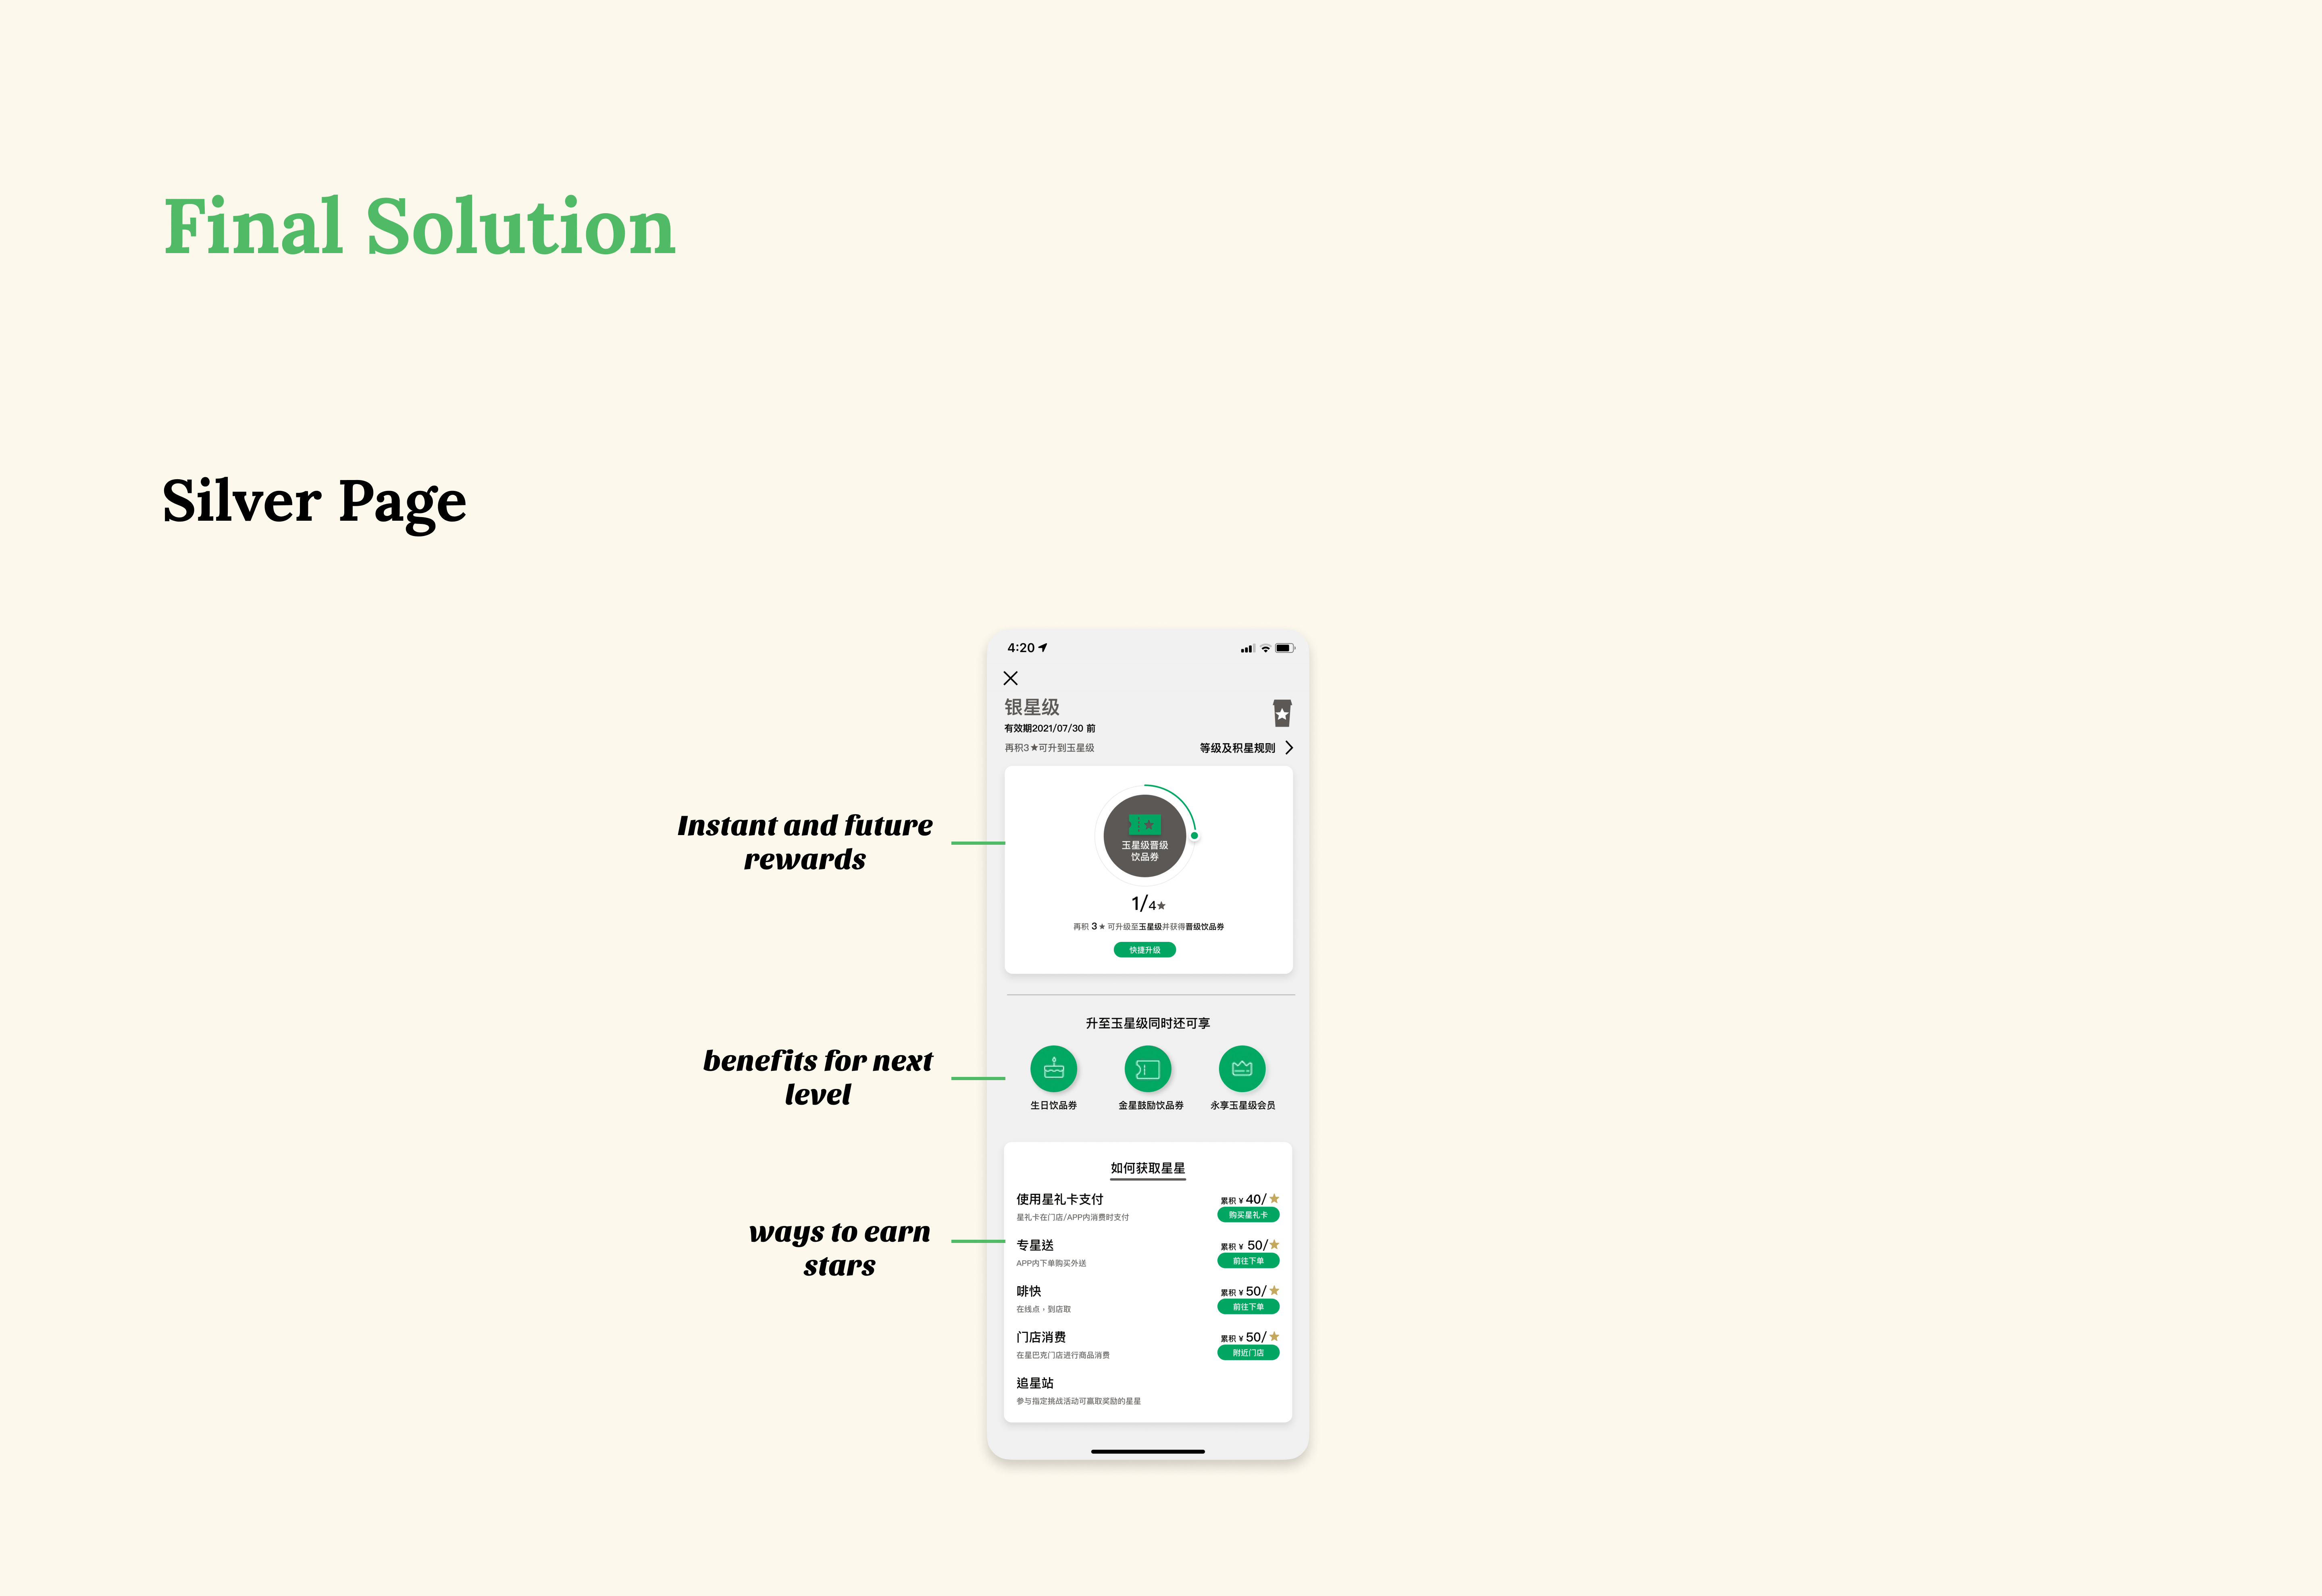 Final Solution
Silver Page
4:20
银星级
有效期2021/07/30 前
再积3★可升到玉星级
等级及积星规则
Instant and future
rewards
玉星级晋级
饮品券
1/4★
再积 3 ★ 可升级至玉星级并获得晋级饮品券
快捷升级
升至玉星级同时还可享
benefits for next
level
生日饮品券
金星鼓励饮品券
永享玉星级会员
如何获取星星
ways to earn
stars
使用星礼卡支付
累积 ¥ 40/★
星礼卡在门店/APP内消费时支付
购买星礼卡
专星送
累积 ¥ 50/★
APP内下单购买外送
前往下单
啡快
累积 ¥ 50/★
在线点，到店取
前往下单
门店消费
累积 ¥ 50/★
在星巴克门店进行商品消费
附近门店
追星站
参与指定挑战活动可赢取奖励的星星